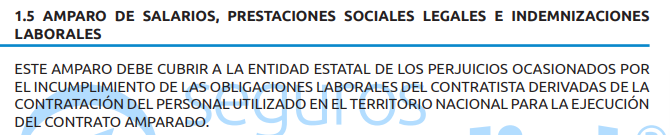 1.5 AMPARO DE SALARIOS, PRESTACIONES SOCIALES LEGALES E INDEMNIZACIONES
LABORALES
ESTE AMPARO DEBE CUBRIR A LA ENTIDAD ESTATAL DE LOS PERJUICIOS OCASIONADOS POR
EL INCUMPLIMIENTO DE LAS OBLIGACIONES LABORALES DEL CONTRATISTA DERIVADAS DE LA
CONTRATACIÓN DEL PERSONAL UTILIZADO EN EL TERRITORIO NACIONAL PARA LA EJECUCIÓN
DEL CONTRATO AMPARADO.
seguros